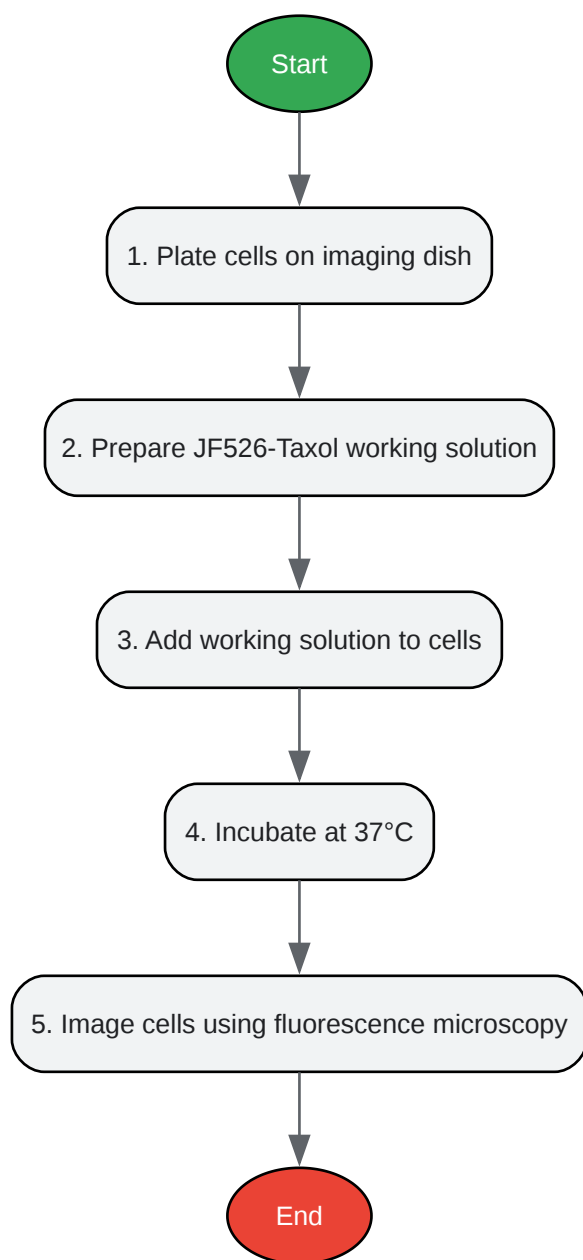 Start
1. Plate cells on imaging dish
2. Prepare JF526-Taxol working solution
3. Add working solution to cells
4. Incubate at 37°C
5. Image cells using fluorescence microscopy
End